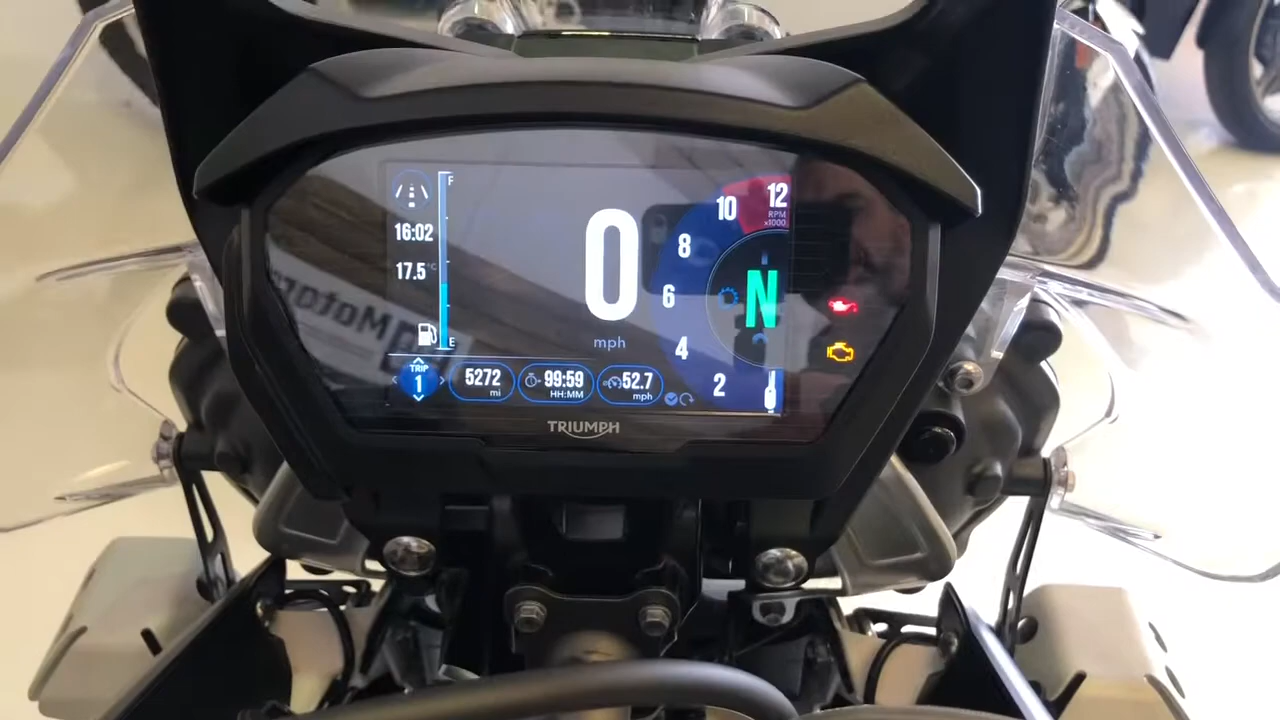 F
12
10
RPM
x1000
16:02
0
8
17.5°C
N
6
E
mph
4
TRIP
1
5272
mi
99:59
HH:MM
52.7
mph
2
TRIUMPH
MotoM